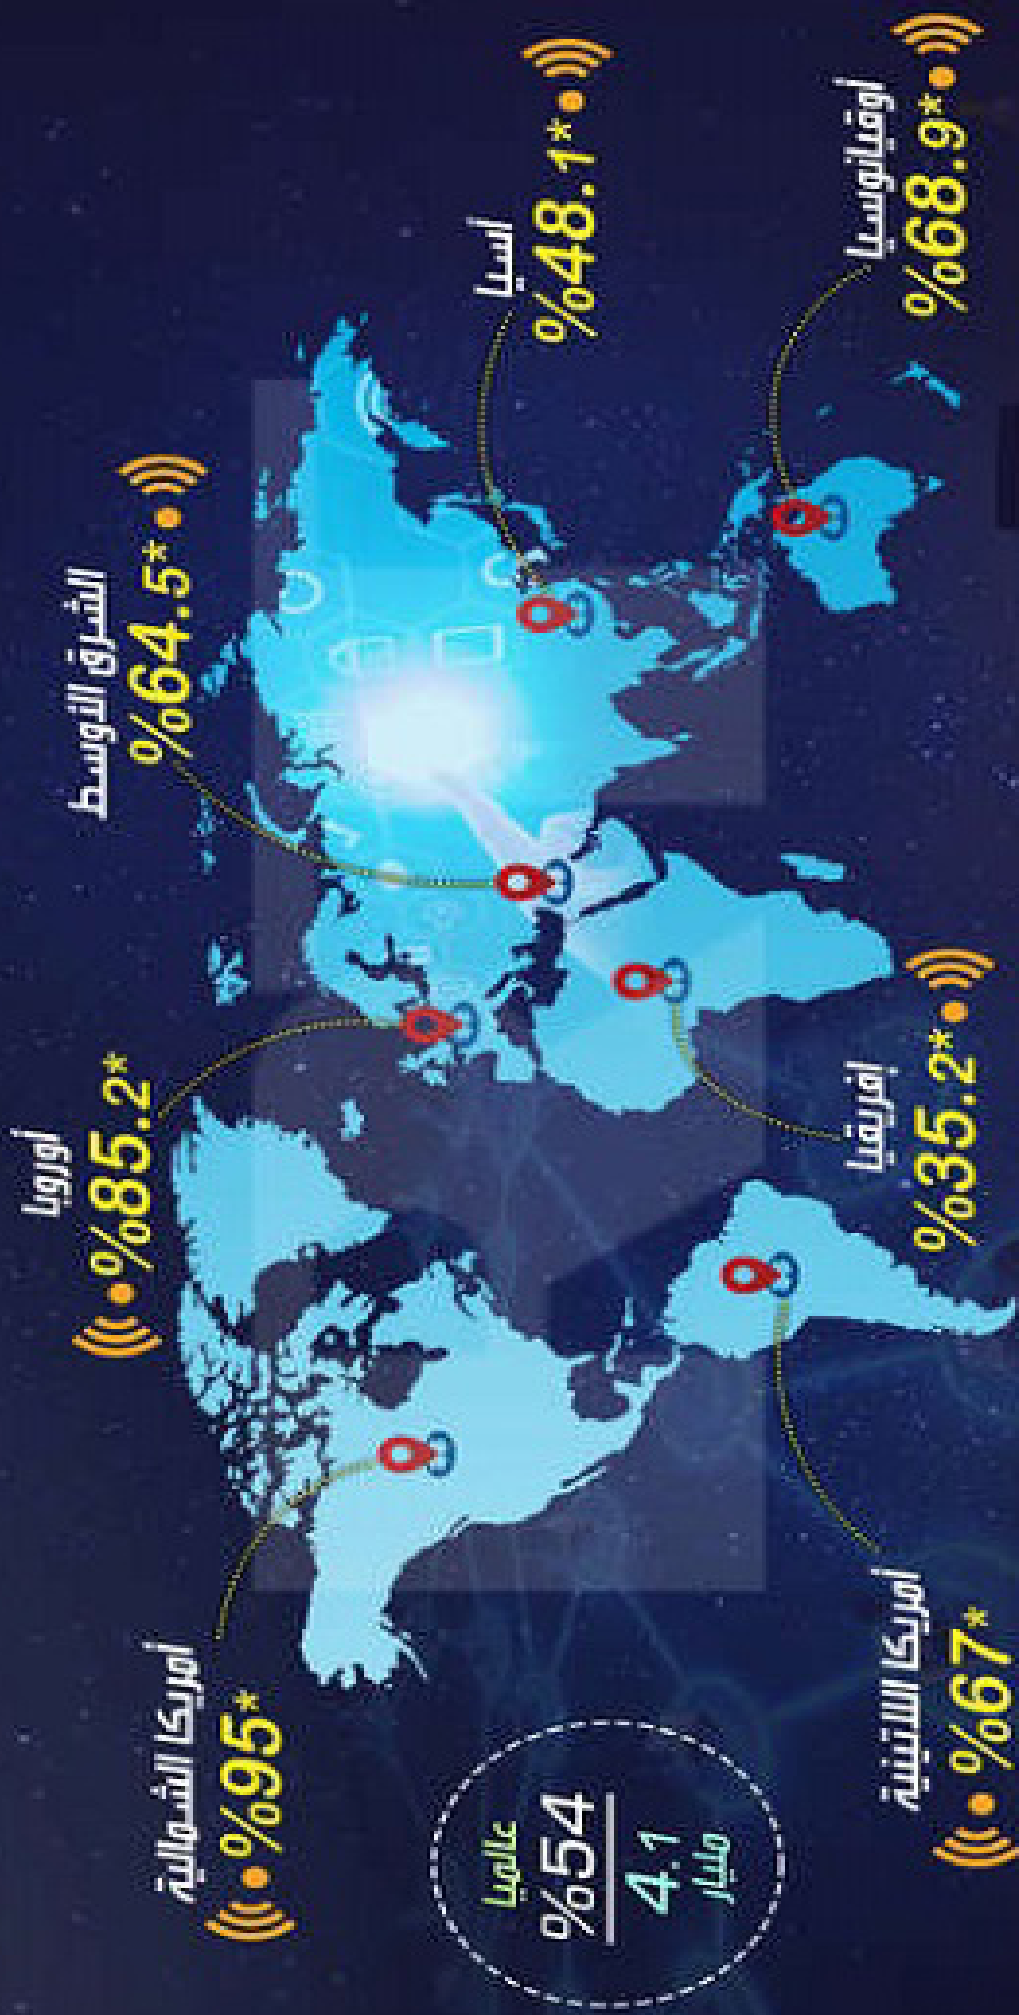 أوروبا
%85.2*
الشرق الأوسط
%64.5*
أمريكا الشمالية
%95*
آسيا
%48.1*
عالميا
%54
4.1
مليار
أمريكا اللاتينية
%67*
إفريقيا
%35.2*
أوقيانوسيا
%68.9*